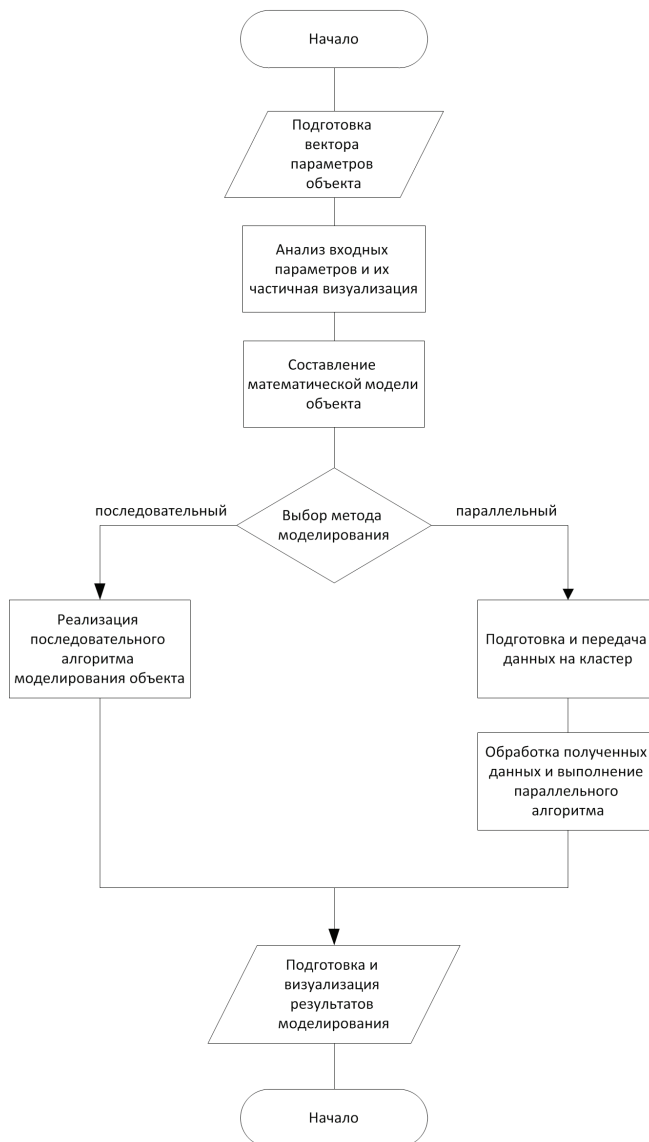 Начало
Подготовка
вектора
параметров
объекта
Анализ входных
параметров и их
частичная визуализация
Составление
математической модели
объекта
последовательный
Выбор метода
моделирования
параллельный
Реализация
последовательного
алгоритма
моделирования объекта
Подготовка и передача
данных на кластер
Обработка полученных
данных и выполнение
параллельного
алгоритма
Подготовка и
визуализация
результатов
моделирования
Начало